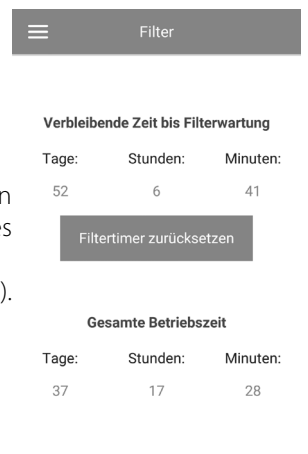 Filter
Verbleibende Zeit bis Filterwartung
Tage: Stunden: Minuten:
52 6 41
n
es
Filtertimer zurücksetzen
).
Gesamte Betriebszeit
Tage: Stunden: Minuten:
37 17 28